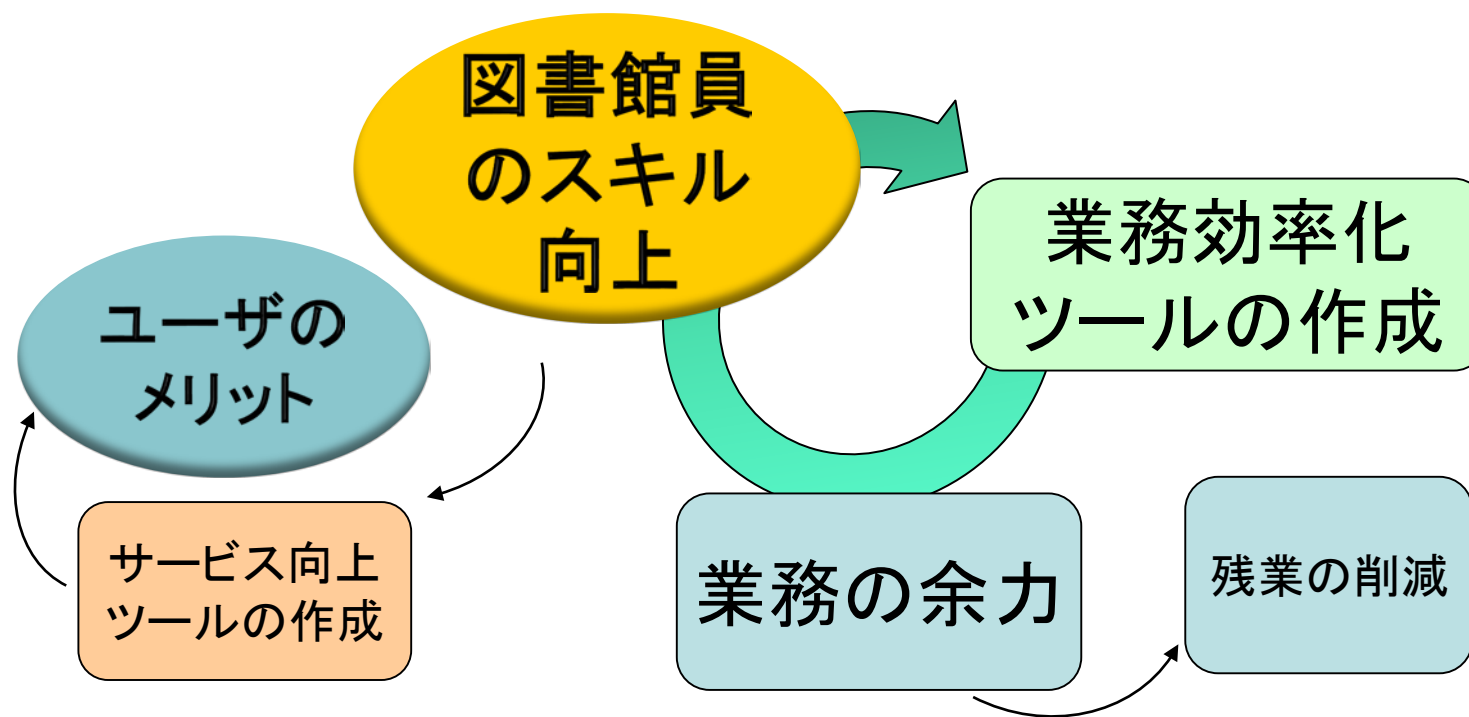 図書館員
のスキル
向上
業務効率化
ツールの作成
ユーザの
メリット
サービス向上
ツールの作成
業務の余力
残業の削減